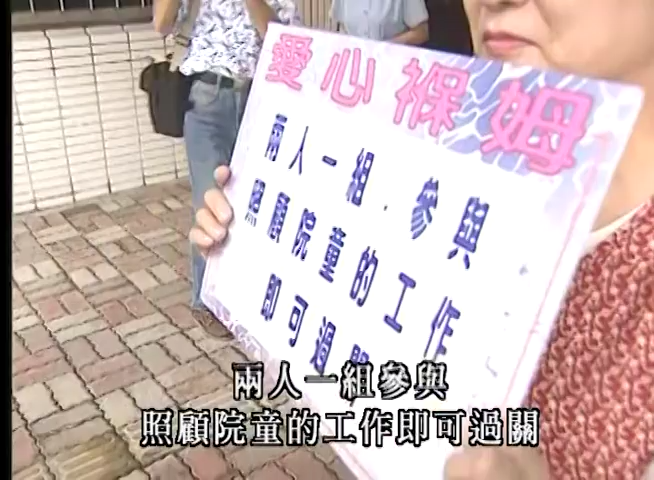 愛心褓姆
兩人一組，參與
照顧院童的工作
即可過關
兩人一組參與
照顧院童的工作即可過關